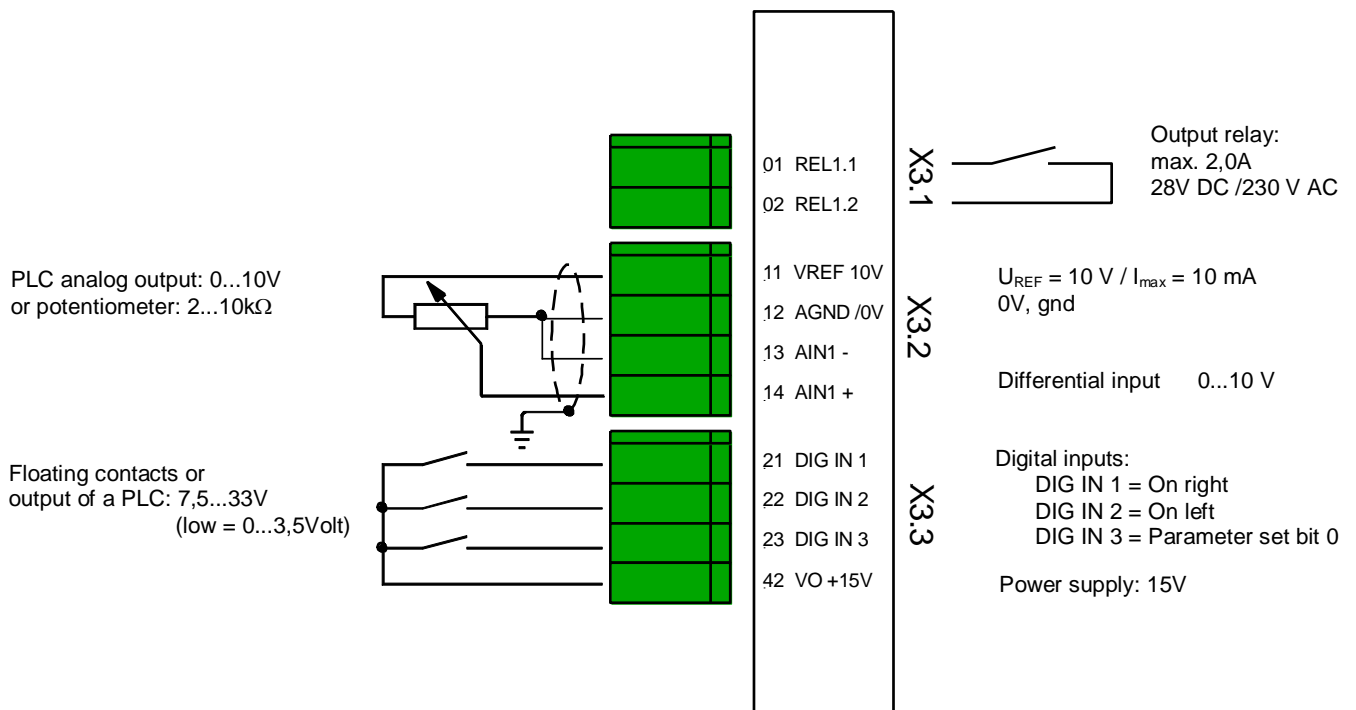 Output relay:
max. 2,0A
28V DC /230 V AC
01 REL1.1
02 REL1.2
X3.1
PLC analog output: 0...10V
or potentiometer: 2...10kΩ
11 VREF 10V
12 AGND /0V
13 AIN1 -
14 AIN1 +
X3.2
UREF = 10 V / Imax = 10 mA
0V, gnd
Differential input 0...10 V
Floating contacts or
output of a PLC: 7,5...33V
(low = 0...3,5Volt)
21 DIG IN 1
22 DIG IN 2
23 DIG IN 3
42 VO +15V
X3.3
Digital inputs:
DIG IN 1 = On right
DIG IN 2 = On left
DIG IN 3 = Parameter set bit 0
Power supply: 15V